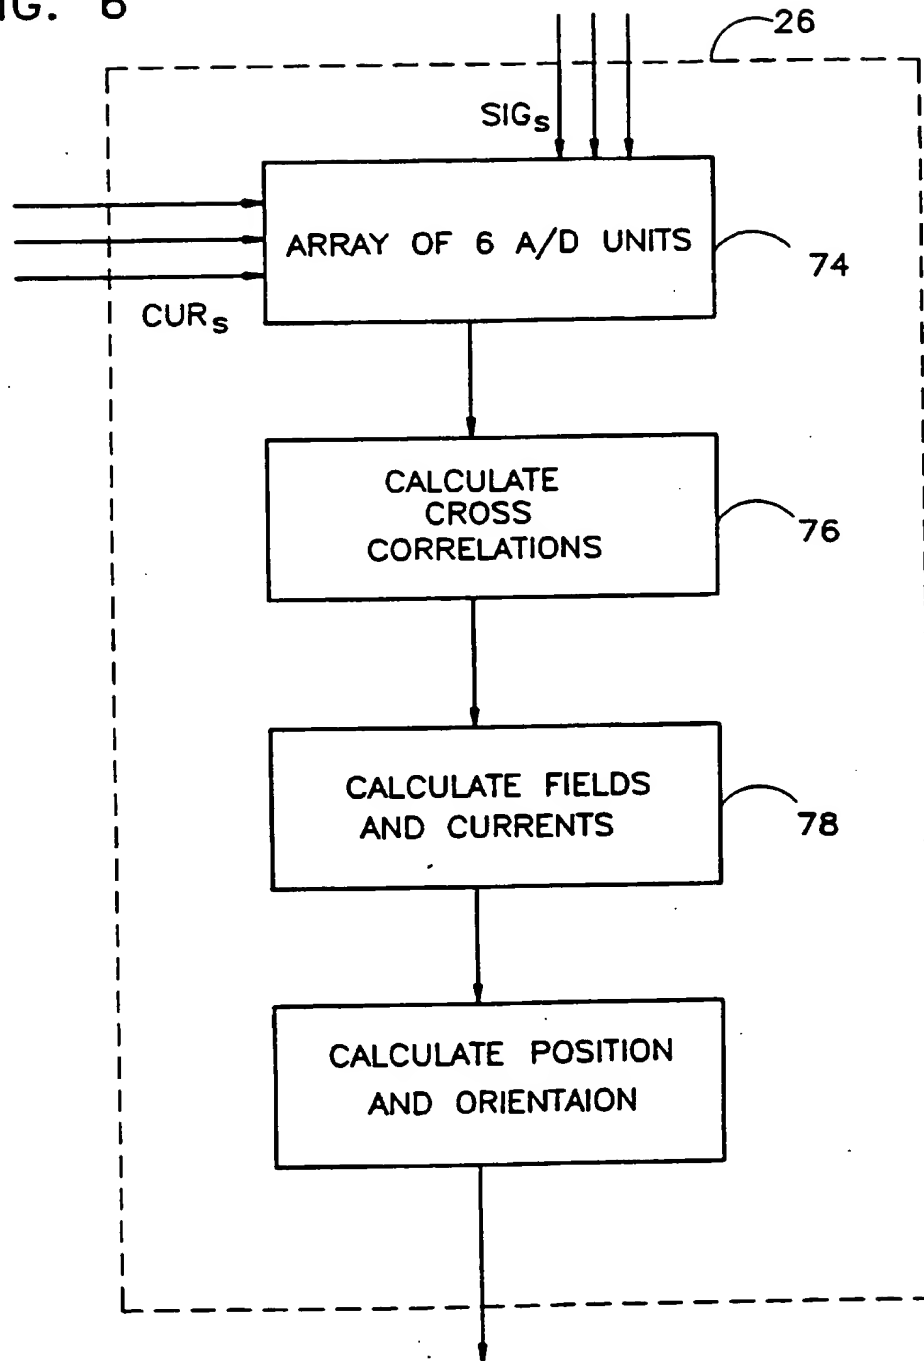 IG. 6
26
SIGs
ARRAY OF 6 A/D UNITS
74
CURs
CALCULATE
CROSS
CORRELATIONS
76
CALCULATE FIELDS
AND CURRENTS
78
CALCULATE POSITION
AND ORIENTAION